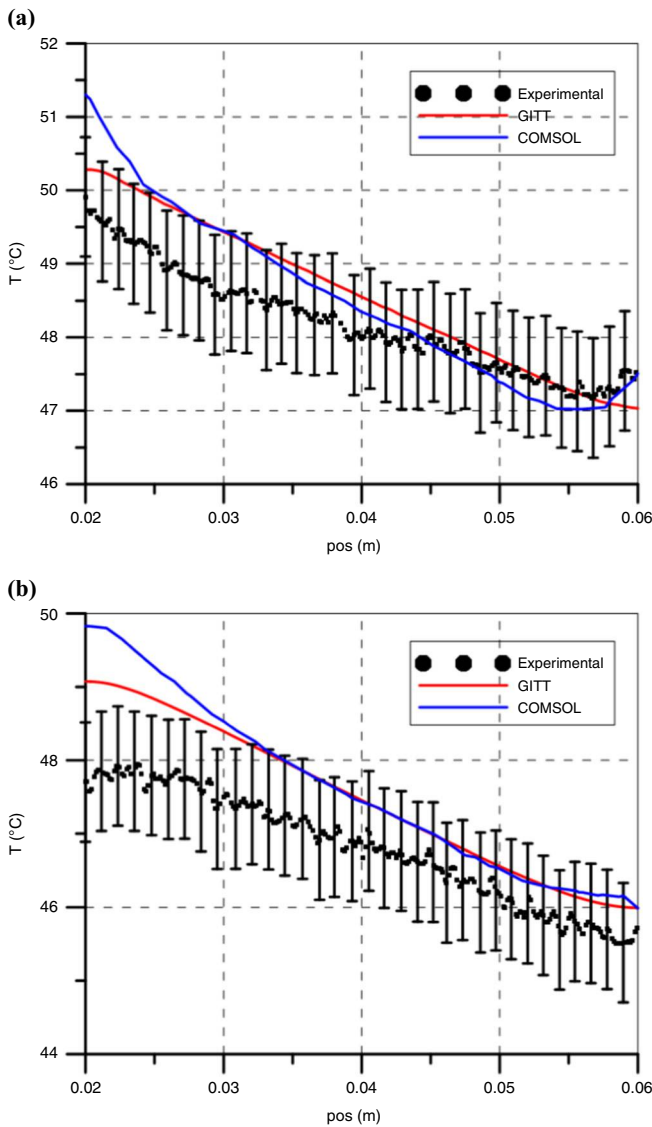 (a)
52
51
50
49
48
47
46
T (°C)
Experimental
GITT
COMSOL
0.02
0.03
0.04
0.05
0.06
pos (m)
(b)
50
48
46
44
T (°C)
Experimental
GITT
COMSOL
0.02
0.03
0.04
0.05
0.06
pos (m)